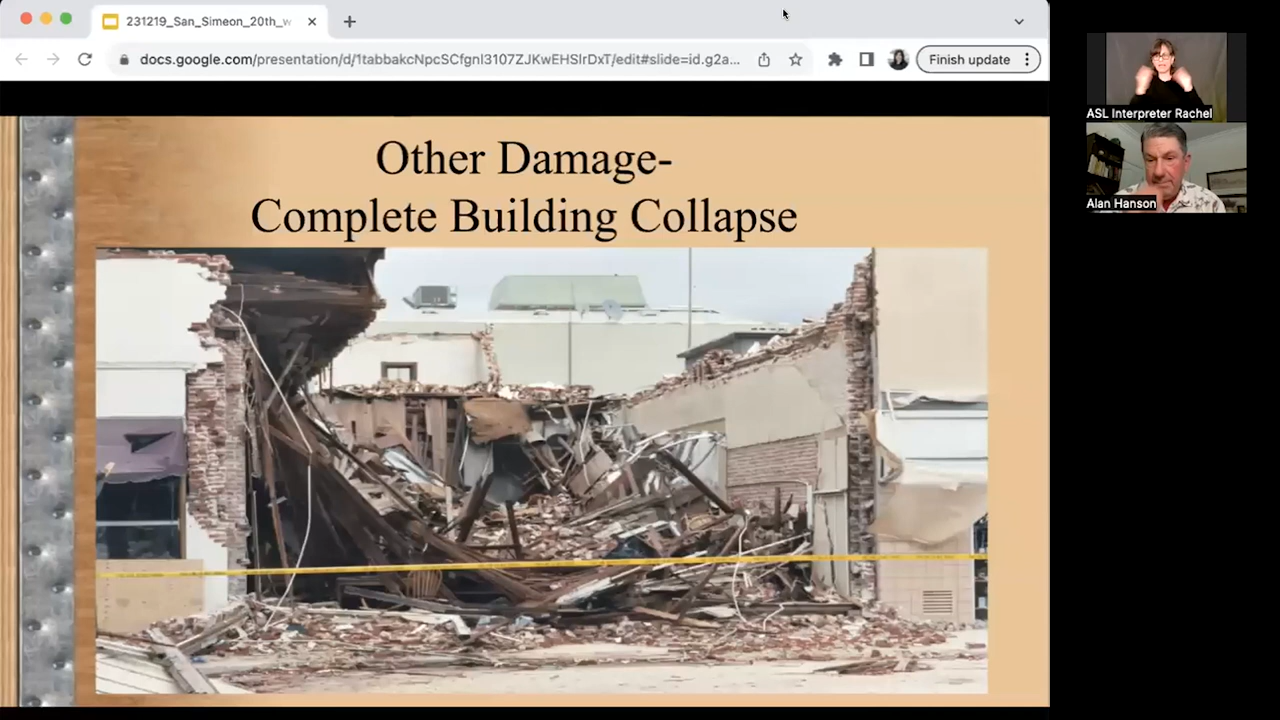 231219_San_Simeon_20th_w
docs.google.com/presentation/d/1tabbakcNpcSCfgnl3107ZJKwEHSlrDxT/edit#slide=id.g2a...
Finish update
ASL Interpreter Rachel
Alan Hanson
Other Damage-
Complete Building Collapse